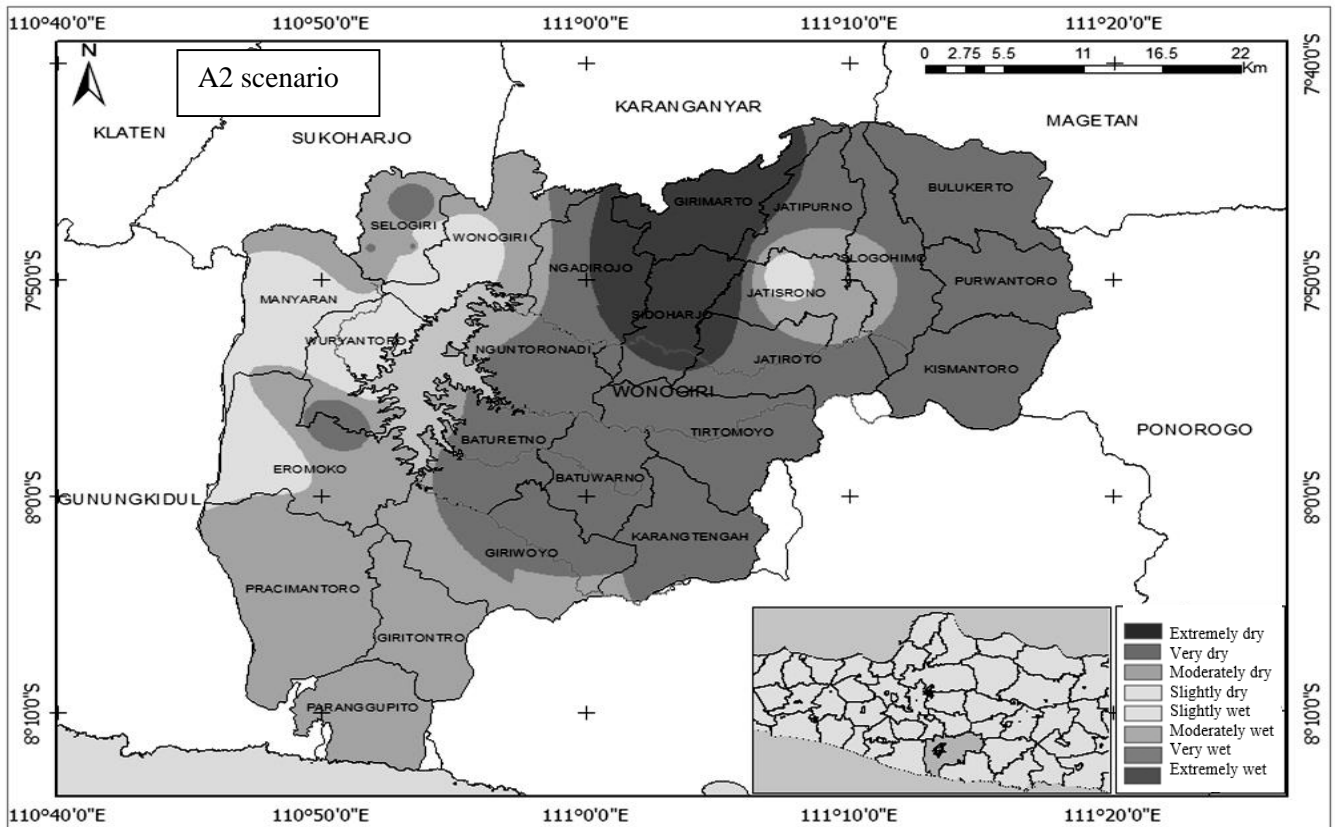 110°40'0"E 110°50'0"E 111°0'0"E 111°10'0"E 111°20'0"E
N
A2 scenario
0 2.75 5.5 11 16.5 22
Km
7°40'0"S 7°40'0"S
KARANGANYAR
MAGETAN
KLATEN
SUKOHARJO
BULUKERTO
GIRIMARTO
JATIPURNO
SELOGIRI
WONOGIRI
SLOGOHIMO
NGADIROJO
7°50'0"S 7°50'0"S
PURWANTORO
JATISRONO
MANYARAN
SIDOHARJO
WURYANTORO
NGUNTORONADI
JATIROTO
KISMANTORO
WONOGIRI
TIRTOMOYO
PONOROGO
BATURETNO
EROMOKO
BATUWARNO
GUNUNGKIDUL
8°0'0"S 8°0'0"S
KARANGTENGAH
GIRIWOYO
PRACIMANTORO
GIRITONTRO
PARANGGUPITO
8°10'0"S 8°10'0"S
Extremely dry
Very dry
Moderately dry
Slightly dry
Slightly wet
Moderately wet
Very wet
Extremely wet
110°40'0"E 110°50'0"E 111°0'0"E 111°10'0"E 111°20'0"E